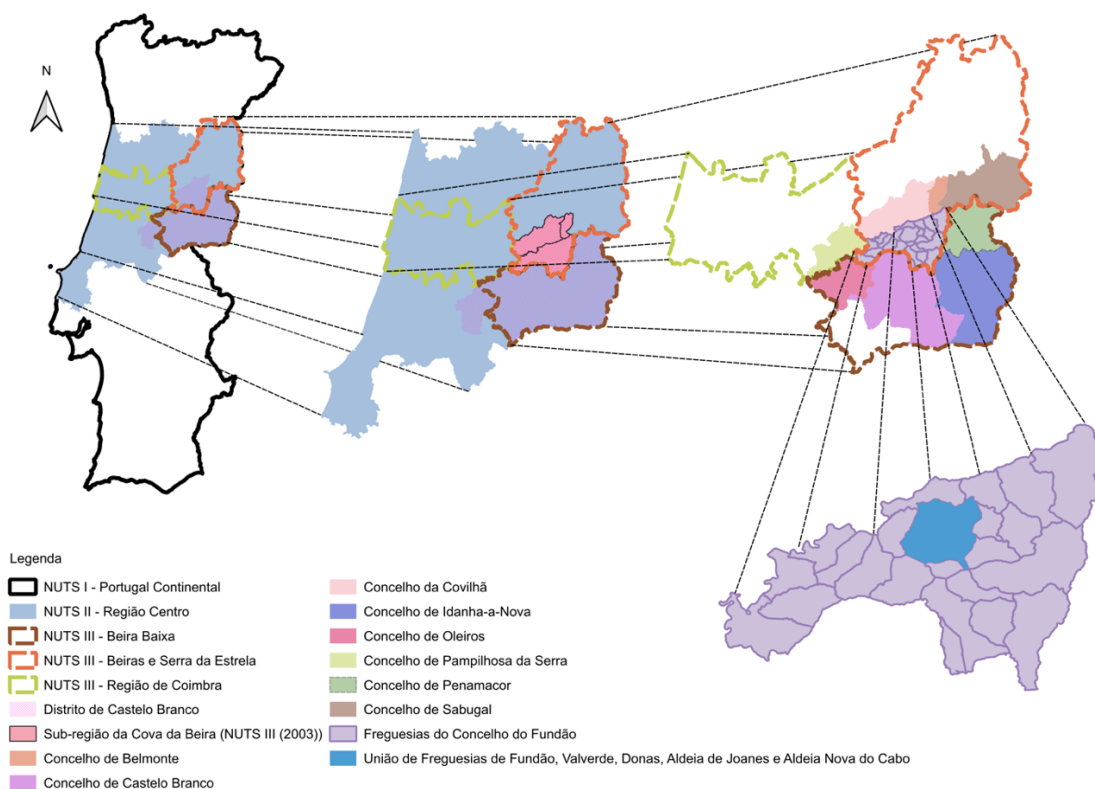 N
Legenda
NUTS I - Portugal Continental
NUTS II - Região Centro
NUTS III - Beira Baixa
NUTS III - Beiras e Serra da Estrela
NUTS III - Região de Coimbra
Distrito de Castelo Branco
Sub-região da Cova da Beira (NUTS III (2003))
Concelho de Belmonte
Concelho de Castelo Branco
Concelho da Covilhã
Concelho de Idanha-a-Nova
Concelho de Oleiros
Concelho de Pampilhosa da Serra
Concelho de Penamacor
Concelho de Sabugal
Freguesias do Concelho do Fundão
União de Freguesias de Fundão, Valverde, Donas, Aldeia de Joanes e Aldeia Nova do Cabo